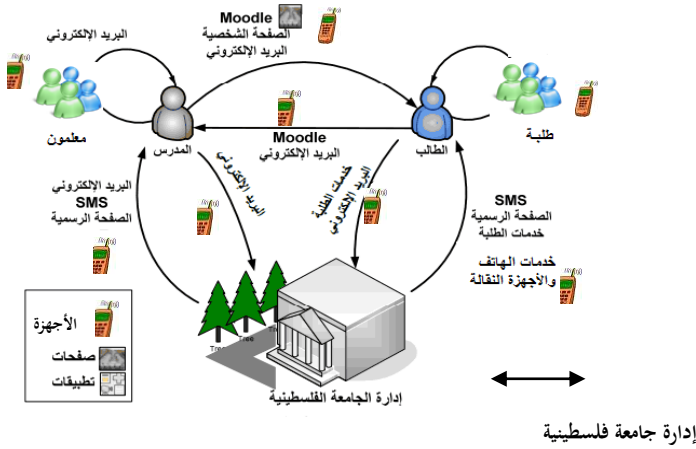 البريد الإلكتروني
Moodle
الصفحة الشخصية
البريد الإلكتروني
معلمون
المدرس
Moodle
البريد الإلكتروني
الطالب
طلبة
البريد الإلكتروني
SMS
الصفحة الرسمية
البريد الإلكتروني
خدمات الطلبة
البريد الإلكتروني
SMS
الصفحة الرسمية
خدمات الطلبة
خدمات الهاتف
والأجهزة النقالة
الأجهزة
صفحات
تطبيقات
Tree
Tree
إدارة الجامعة الفلسطينية
إدارة جامعة فلسطينية